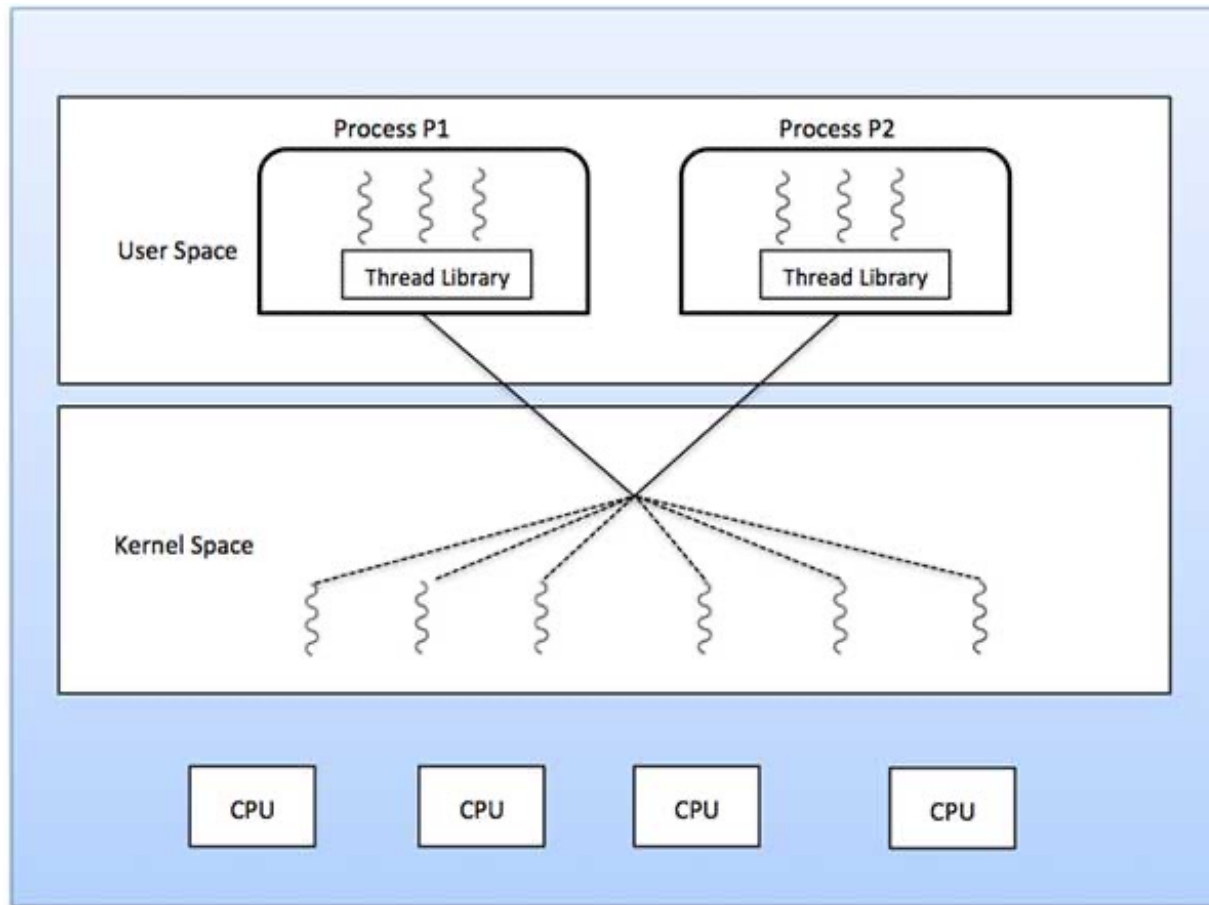 Process P1
Process P2
User Space
Thread Library
Thread Library
Kernel Space
CPU
CPU
CPU
CPU